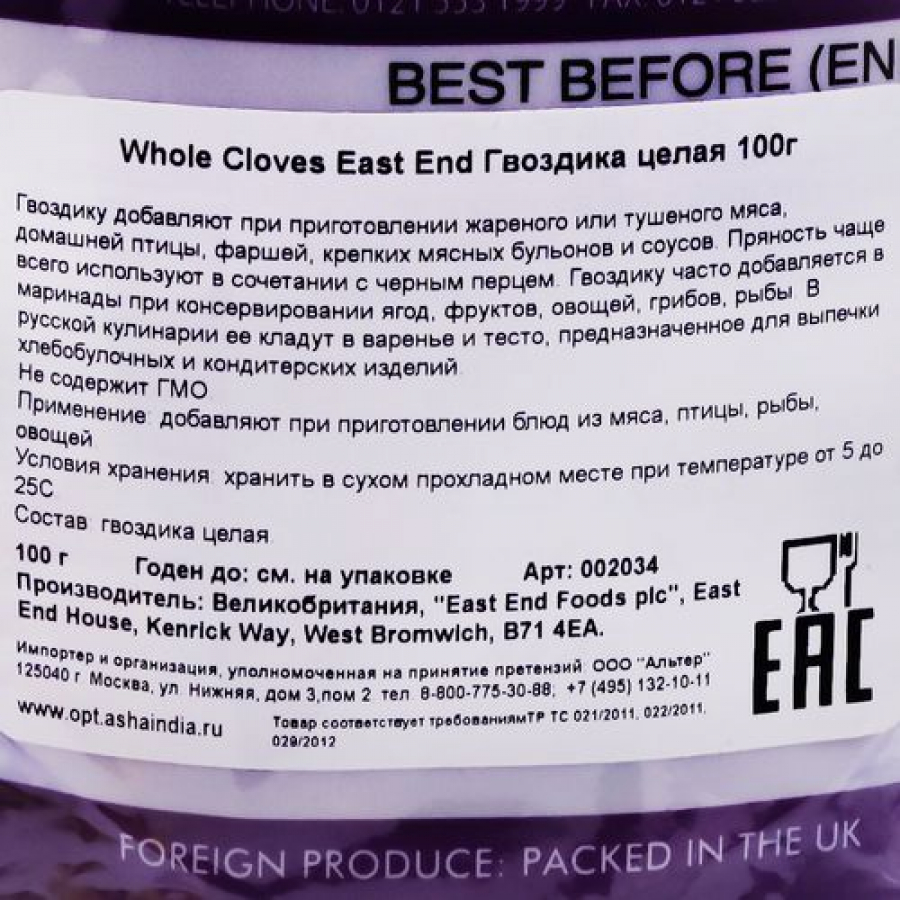 TELEPHONE: 0121 553 1999 FAX: 0121
BEST BEFORE (EN
Whole Cloves East End Гвоздика целая 100г
Гвоздику добавляют при приготовлении жареного или тушеного мяса,
домашней птицы, фаршей, крепких мясных бульонов и соусов. Пряность чаще
всего используют в сочетании с черным перцем. Гвоздику часто добавляется в
маринады при консервировании ягод, фруктов, овощей, грибов, рыбы. В
русской кулинарии ее кладут в варенье и тесто, предназначенное для выпечки
хлебобулочных и кондитерских изделий.
Не содержит ГМО.
Применение: добавляют при приготовлении блюд из мяса, птицы, рыбы,
овощей
Условия хранения: хранить в сухом прохладном месте при температуре от 5 до
25С.
Состав: гвоздика целая.
100 г Годен до: см. на упаковке Арт: 002034
Производитель: Великобритания, "East End Foods plc", East
End House, Kenrick Way, West Bromwich, B71 4EA.
EAC
Импортер и организация, уполномоченная на принятие претензий: ООО "Альтер"
125040 г. Москва, ул. Нижняя, дом 3,пом 2 тел. 8-800-775-30-88; +7 (495) 132-10-11
www.opt.ashaindia.ru
Товар соответствует требованиямТР ТС 021/2011, 022/2011,
029/2012
FOREIGN PRODUCE: PACKED IN THE UK